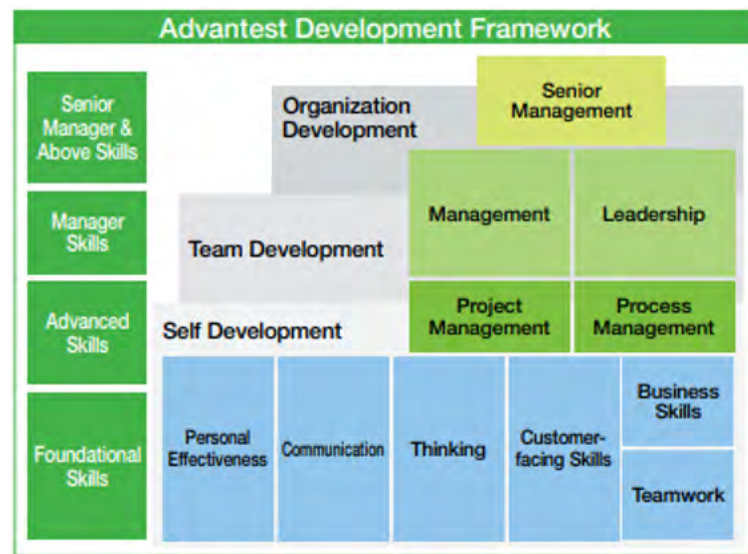 Advantest Development Framework
Senior
Manager &
Above Skills
Organization
Development
Senior
Management
Manager
Skills
Team Development
Management
Leadership
Advanced
Skills
Self Development
Project
Management
Process
Management
Foundational
Skills
Personal
Effectiveness
Communication
Thinking
Customer-
facing Skills
Business
Skills
Teamwork